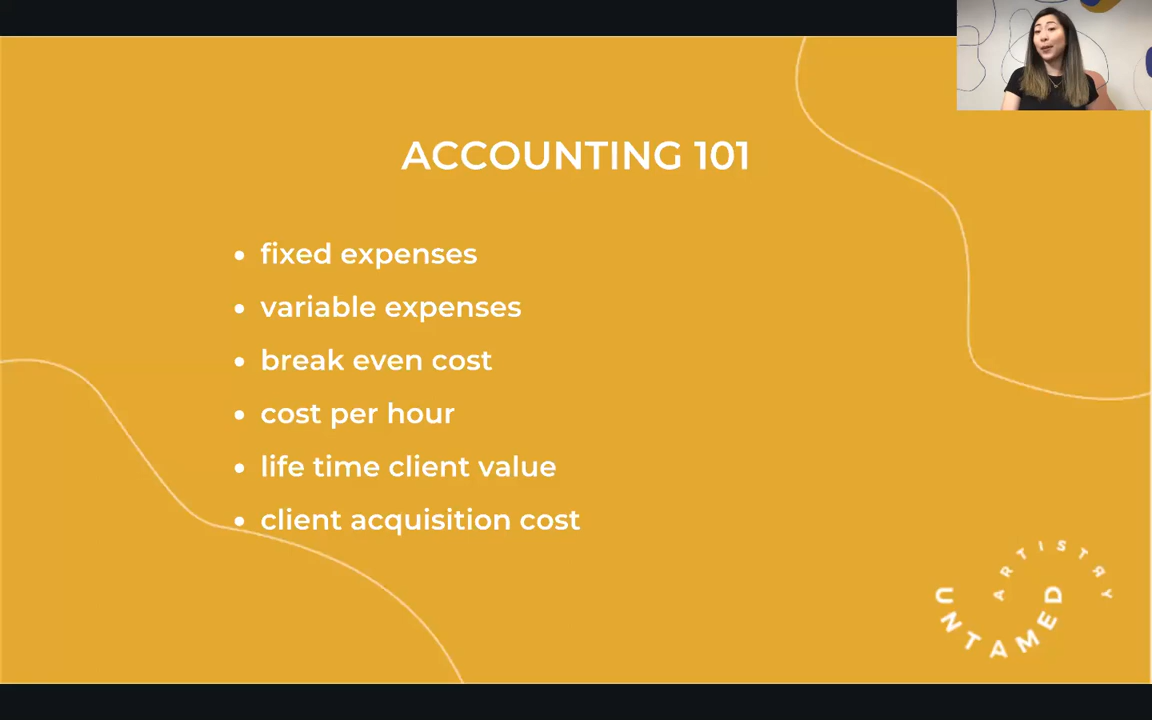 ACCOUNTING 101
fixed expenses
variable expenses
break even cost
cost per hour
life time client value
client acquisition cost
UNTAMED
ARTISTRY